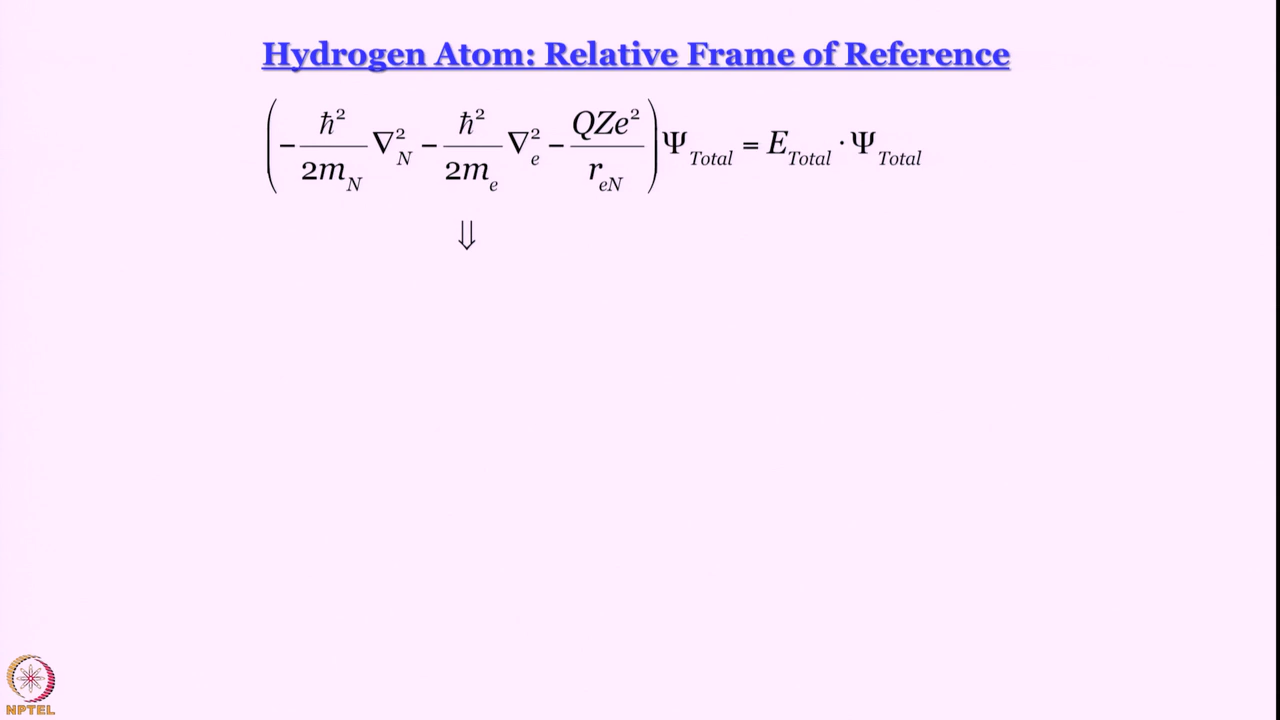 Hydrogen Atom: Relative Frame of Reference
(-ħ²/2m_N ∇²_N - ħ²/2m_e ∇²_e - QZe²/r_eN) Ψ_Total = E_Total · Ψ_Total
⇓
NPTEL